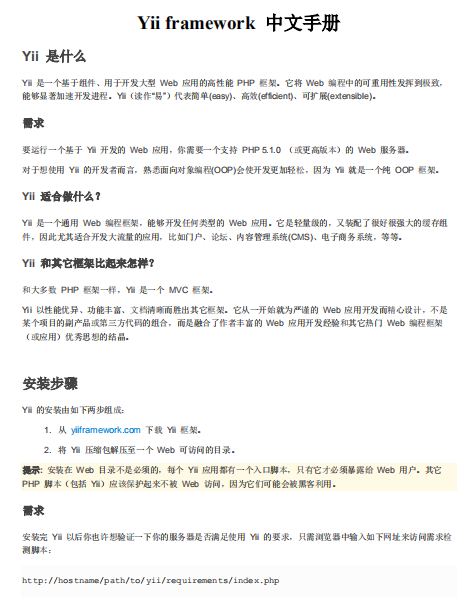 Yii framework 中文手册
Yii 是什么
Yii 是一个基于组件、用于开发大型 Web 应用的高性能 PHP 框架。它将 Web 编程中的可重用性发挥到极致，
能够显著加速开发进程。Yii（读作“易”）代表简单(easy)、高效(efficient)、可扩展(extensible)。
需求
要运行一个基于 Yii 开发的 Web 应用，你需要一个支持 PHP 5.1.0 （或更高版本）的 Web 服务器。
对于想使用 Yii 的开发者而言，熟悉面向对象编程(OOP)会使开发更加轻松，因为 Yii 就是一个纯 OOP 框架。
Yii 适合做什么？
Yii 是一个通用 Web 编程框架，能够开发任何类型的 Web 应用。它是轻量级的，又装配了很好很强大的缓存组
件，因此尤其适合开发大流量的应用，比如门户、论坛、内容管理系统(CMS)、电子商务系统，等等。
Yii 和其它框架比起来怎样？
和大多数 PHP 框架一样，Yii 是一个 MVC 框架。
Yii 以性能优异、功能丰富、文档清晰而胜出其它框架。它从一开始就为严谨的 Web 应用开发而精心设计，不是
某个项目的副产品或第三方代码的组合，而是融合了作者丰富的 Web 应用开发经验和其它热门 Web 编程框架
（或应用）优秀思想的结晶。
安装步骤
Yii 的安装由如下两步组成：
1. 从 yiiframework.com 下载 Yii 框架。
2. 将 Yii 压缩包解压至一个 Web 可访问的目录。
提示: 安装在 Web 目录不是必须的，每个 Yii 应用都有一个入口脚本，只有它才必须暴露给 Web 用户。其它
PHP 脚本（包括 Yii）应该保护起来不被 Web 访问，因为它们可能会被黑客利用。
需求
安装完 Yii 以后你也许想验证一下你的服务器是否满足使用 Yii 的要求，只需浏览器中输入如下网址来访问需求检
测脚本：
http://hostname/path/to/yii/requirements/index.php